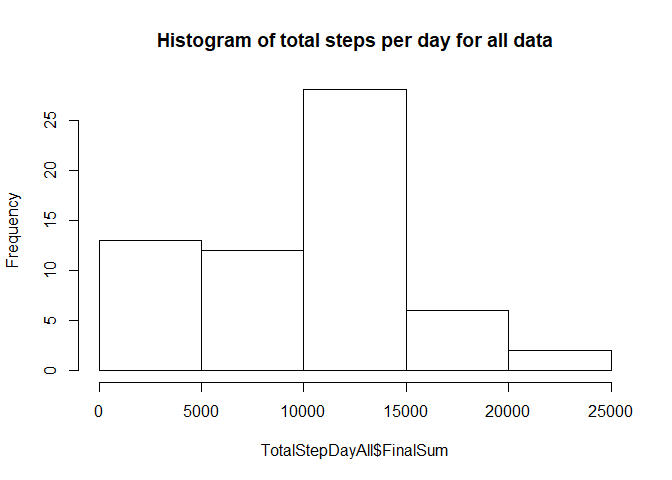 Histogram of total steps per day for all data
Frequency
25
20
15
10
5
0
0 5000 10000 15000 20000 25000
TotalStepDayAll$FinalSum